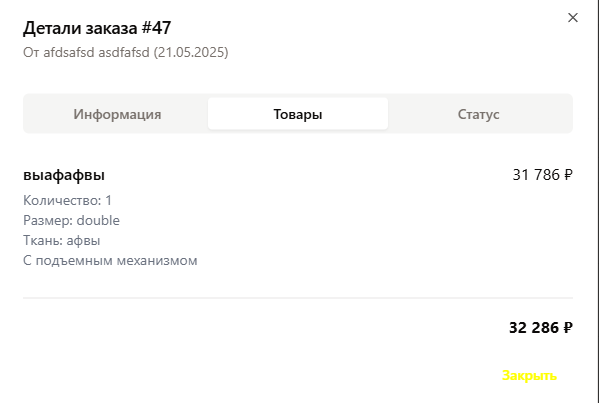 Детали заказа #47
От afdsafsd asdfafsd (21.05.2025)
Информация Товары Статус
выафафвы 31 786 ₽
Количество: 1
Размер: double
Ткань: афвы
С подъемным механизмом
32 286 ₽
Закрыть